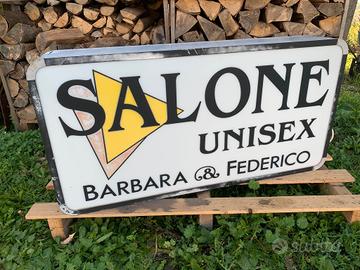 SALONE
UNISEX
BARBARA & FEDERICO
subito